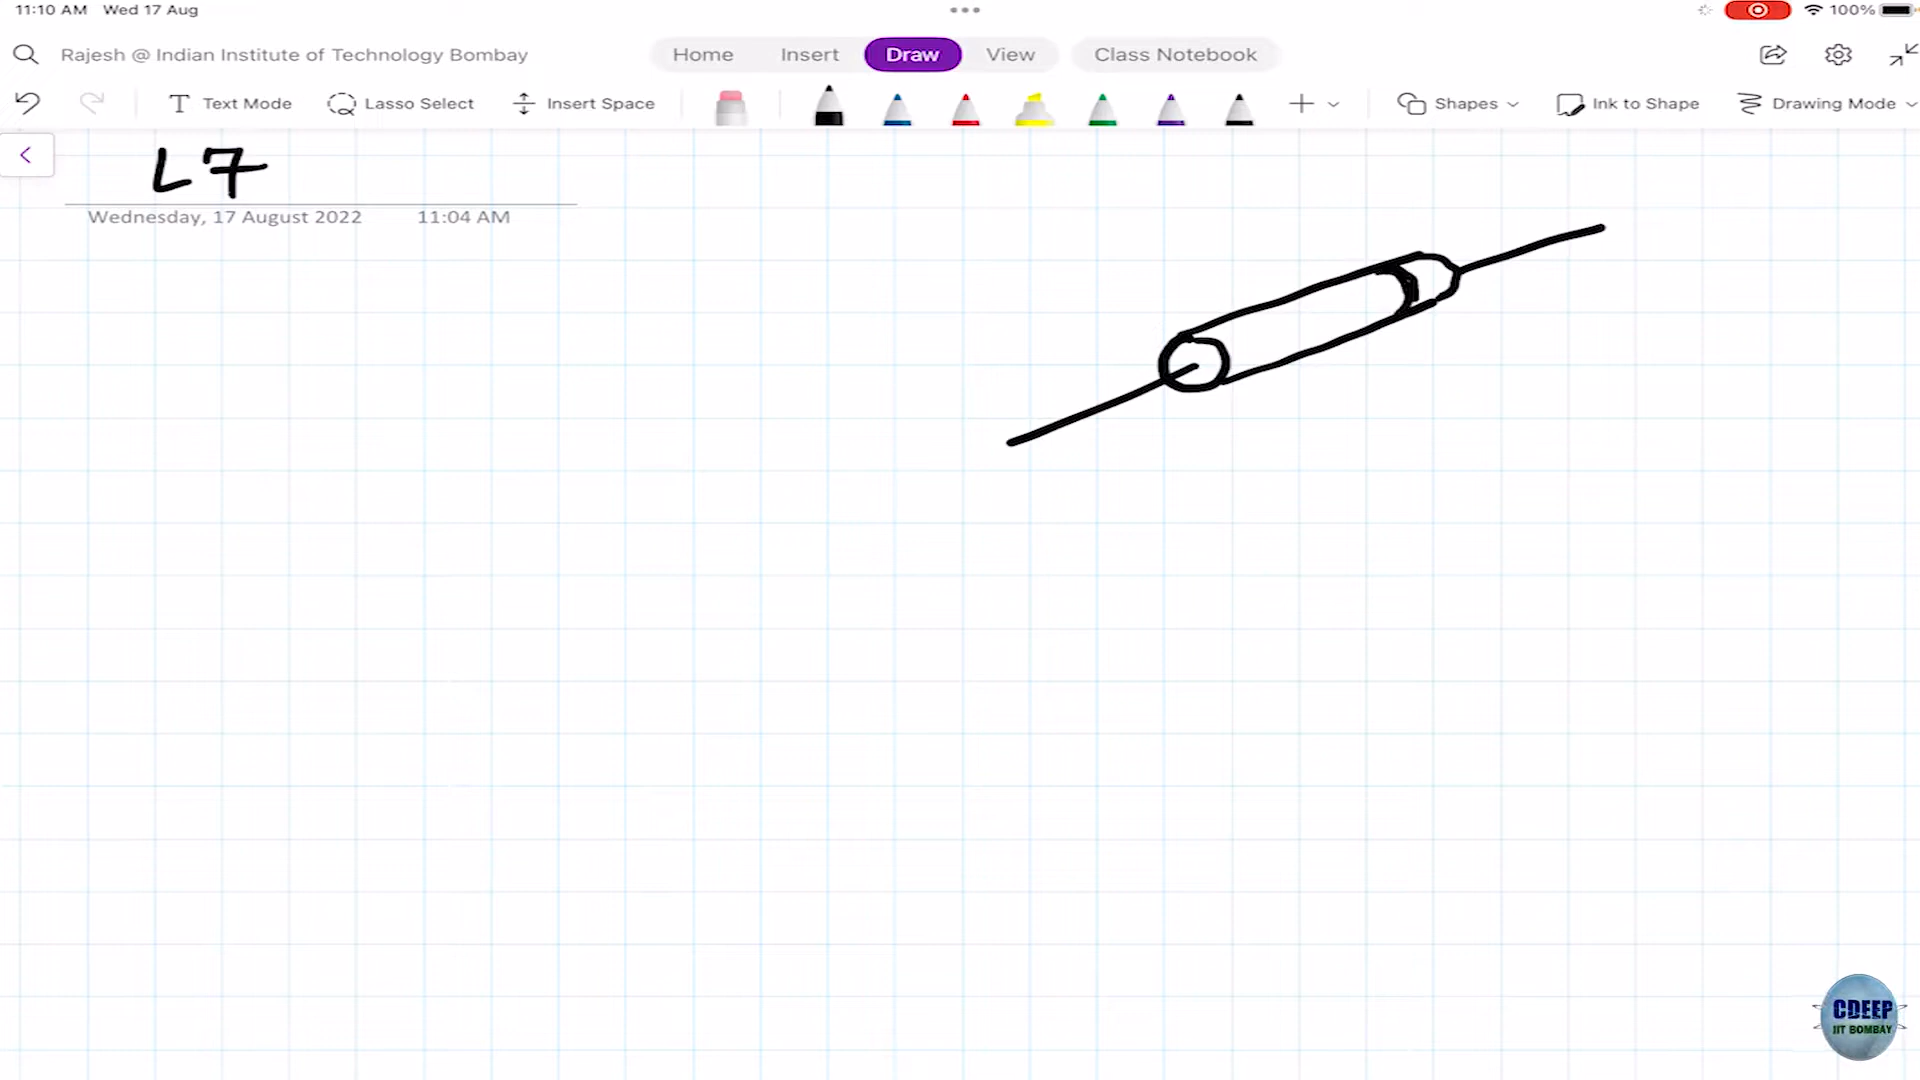 11:10 AM Wed 17 Aug
100%
Rajesh @ Indian Institute of Technology Bombay
Home Insert Draw View Class Notebook
Text Mode Lasso Select Insert Space Shapes Ink to Shape Drawing Mode
L7
Wednesday, 17 August 2022 11:04 AM
CDEEP
IIT BOMBAY